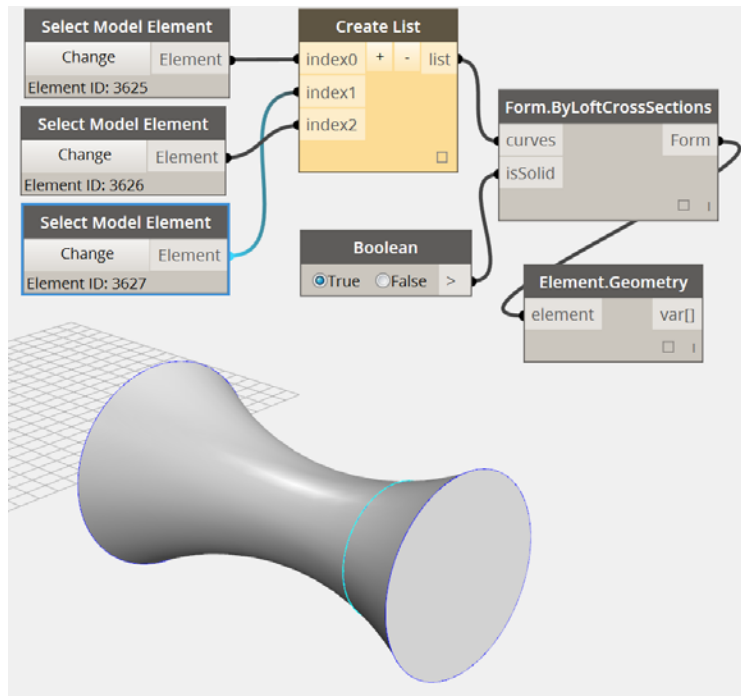 Select Model Element
Change Element
Element ID: 3625
Select Model Element
Change Element
Element ID: 3626
Select Model Element
Change Element
Element ID: 3627
Create List
index0 + - list
index1
index2
Boolean
True False >
Form.ByLoftCrossSections
curves Form
isSolid
Element.Geometry
element var[]